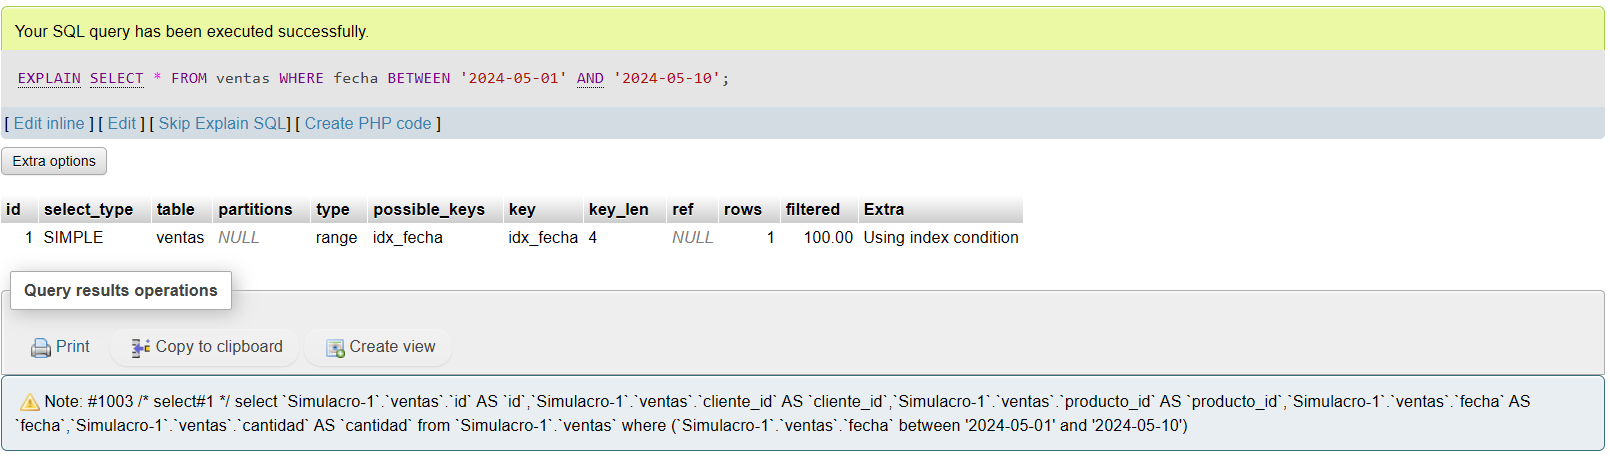 Your SQL query has been executed successfully.
EXPLAIN SELECT * FROM ventas WHERE fecha BETWEEN '2024-05-01' AND '2024-05-10';
[ Edit inline ] [ Edit ] [ Skip Explain SQL] [ Create PHP code ]
Extra options
id select_type table partitions type possible_keys key key_len ref rows filtered Extra
1 SIMPLE ventas NULL range idx_fecha idx_fecha 4 NULL 1 100.00 Using index condition
Query results operations
Print Copy to clipboard Create view
Note: #1003 /* select#1 */ select `Simulacro-1`.`ventas`.`id` AS `id`,`Simulacro-1`.`ventas`.`cliente_id` AS `cliente_id`,`Simulacro-1`.`ventas`.`producto_id` AS `producto_id`,`Simulacro-1`.`ventas`.`fecha` AS
`fecha`,`Simulacro-1`.`ventas`.`cantidad` AS `cantidad` from `Simulacro-1`.`ventas` where (`Simulacro-1`.`ventas`.`fecha` between '2024-05-01' and '2024-05-10')